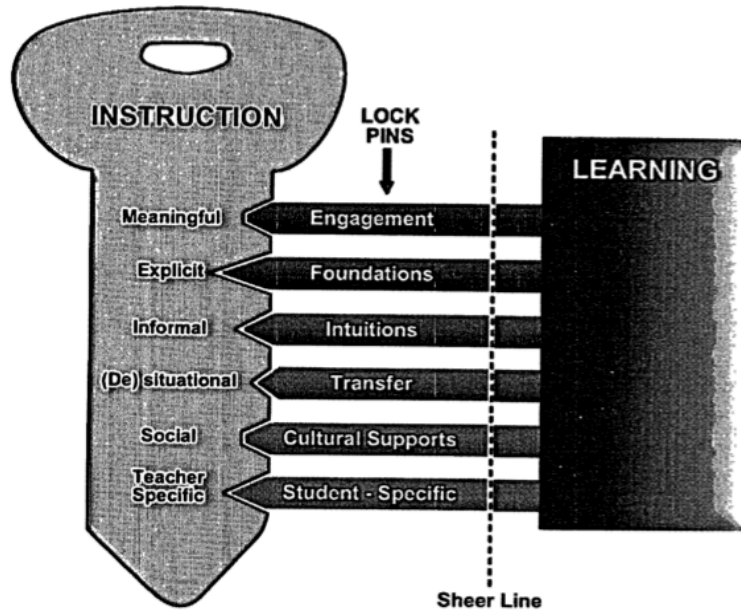 INSTRUCTION
LOCK
PINS
LEARNING
Meaningful
Engagement
Explicit
Foundations
Informal
Intuitions
(De) situational
Transfer
Social
Cultural Supports
Teacher
Specific
Student - Specific
Sheer Line